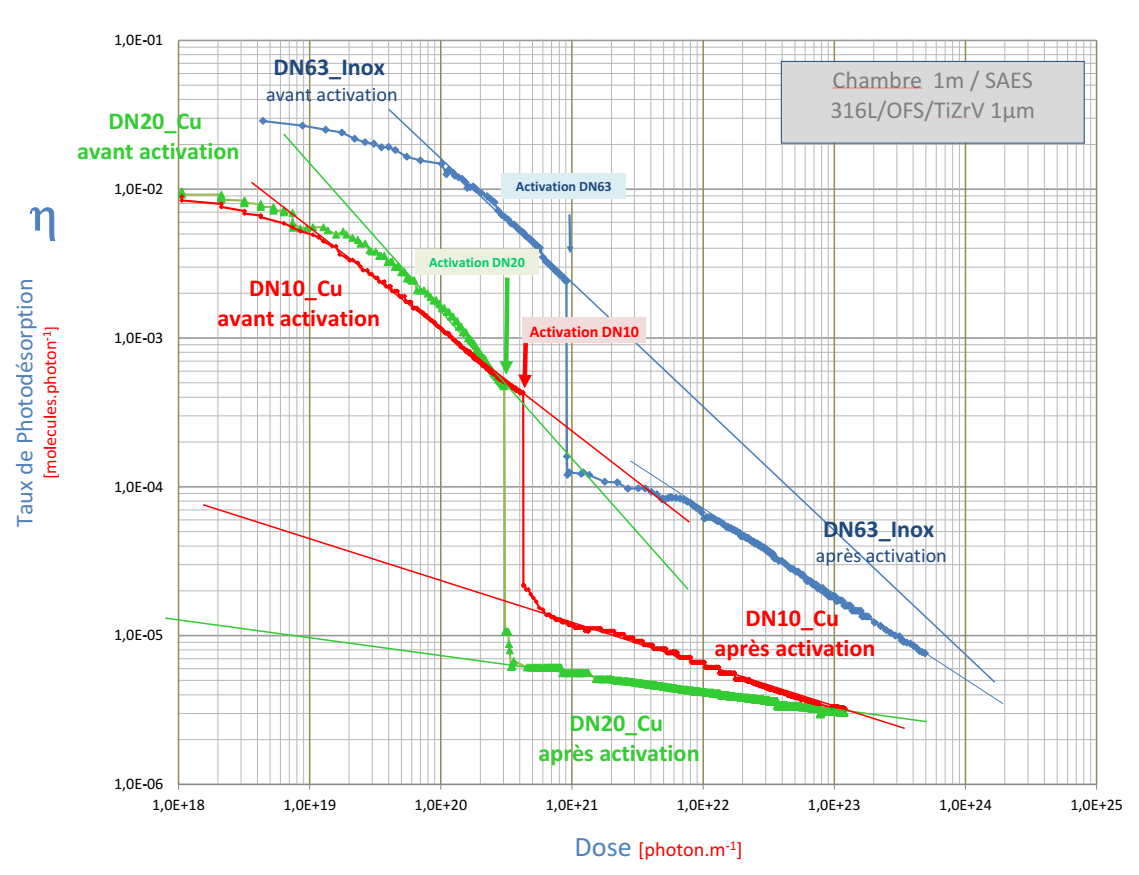 1,0E-01
DN63_Inox
avant activation
Chambre 1m / SAES
316L/OFS/TiZrV 1µm
DN20_Cu
avant activation
1,0E-02
Activation DN63
η
Activation DN20
DN10_Cu
avant activation
Activation DN10
1,0E-03
Taux de Photodésorption
[molecules.photon-1]
1,0E-04
DN63_Inox
après activation
1,0E-05
DN10_Cu
après activation
DN20_Cu
après activation
1,0E-06
1,0E+18 1,0E+19 1,0E+20 1,0E+21 1,0E+22 1,0E+23 1,0E+24 1,0E+25
Dose [photon.m-1]